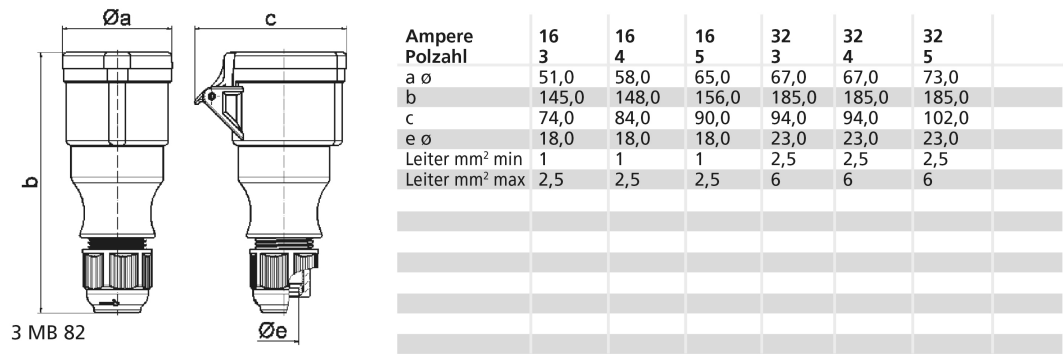 Øa
c
b
Øe
3 MB 82
Ampere 16 16 16 32 32 32
Polzahl 3 4 5 3 4 5
a ø 51,0 58,0 65,0 67,0 67,0 73,0
b 145,0 148,0 156,0 185,0 185,0 185,0
c 74,0 84,0 90,0 94,0 94,0 102,0
e ø 18,0 18,0 18,0 23,0 23,0 23,0
Leiter mm² min 1 1 1 2,5 2,5 2,5
Leiter mm² max 2,5 2,5 2,5 6 6 6